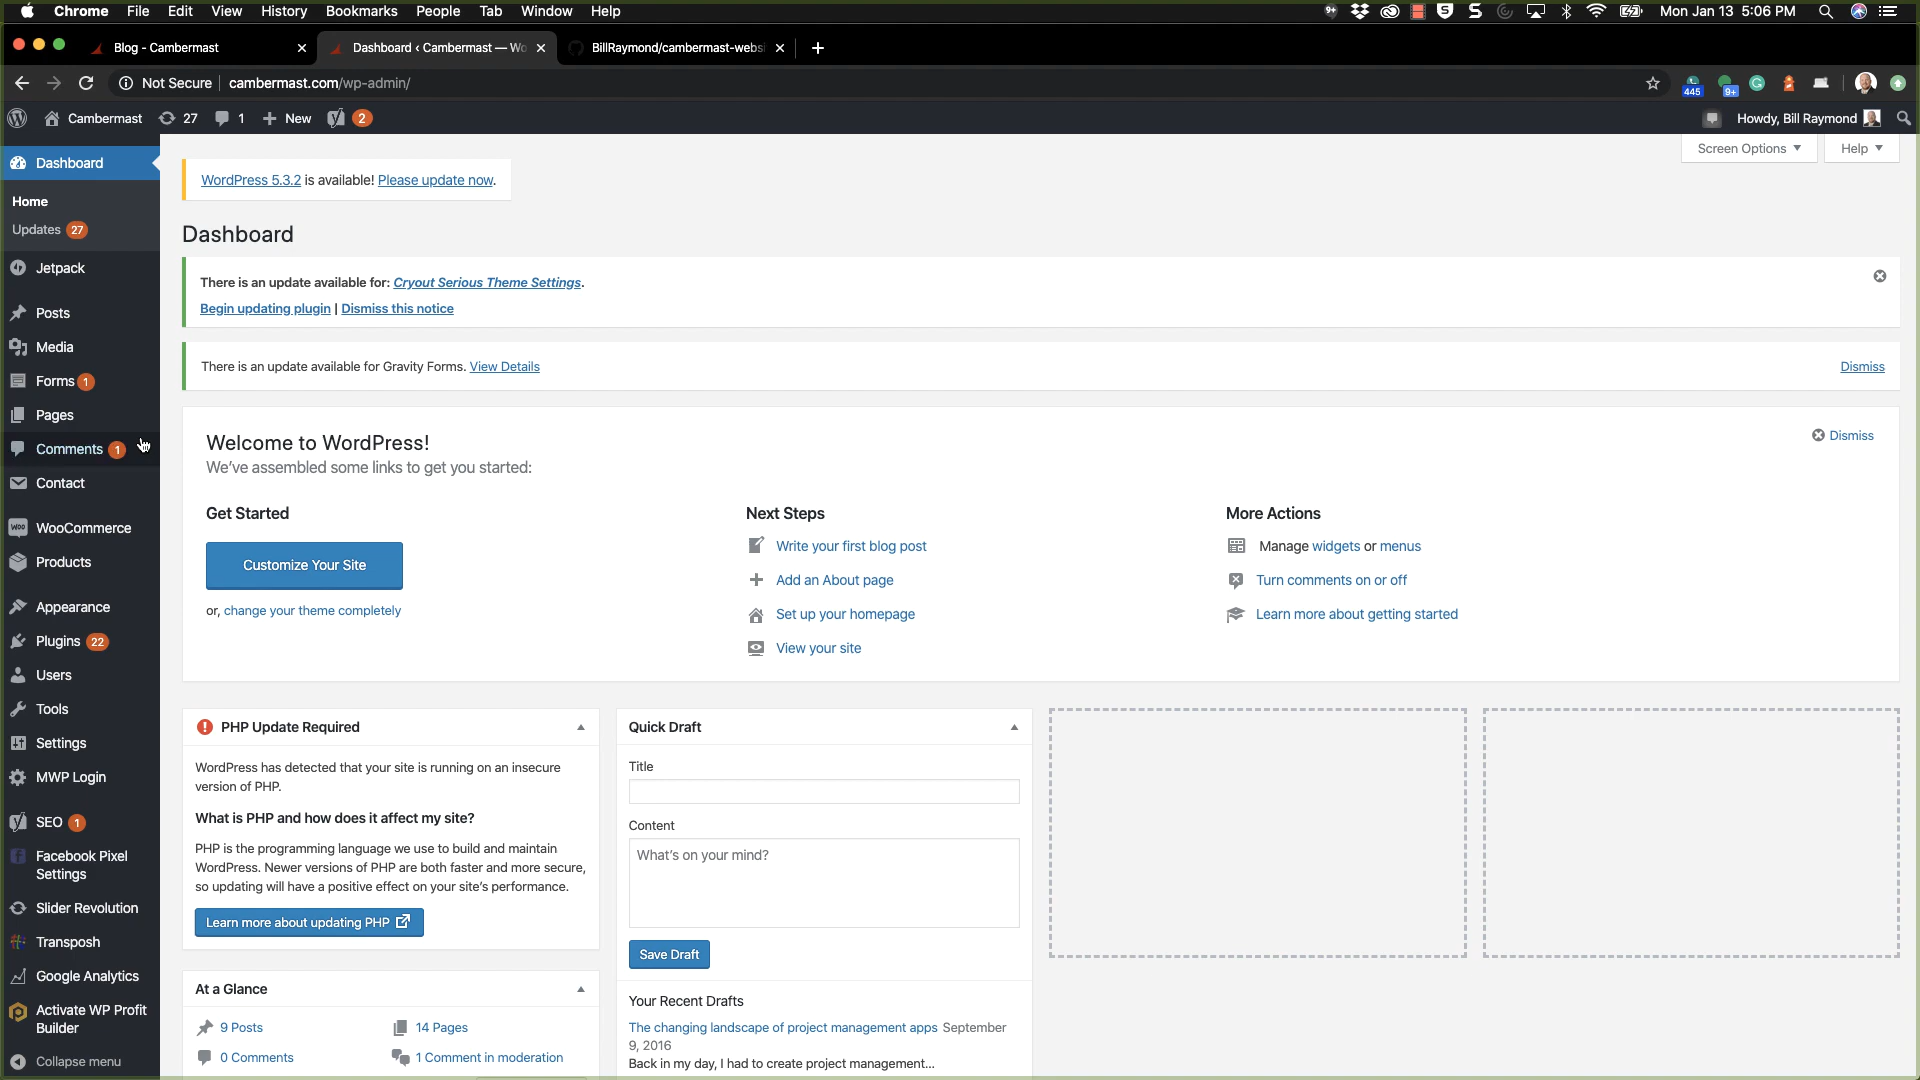 Chrome File Edit View History Bookmarks People Tab Window Help 9+ S S Mon Jan 13 5:06 PM
Blog - Cambermast Dashboard ‹ Cambermast — Wo BillRaymond/cambermast-websi
Not Secure cambermast.com/wp-admin/ 445 9+ G
Cambermast 27 1 + New 2 Howdy, Bill Raymond
Screen Options Help
Dashboard
Home
Updates 27
Jetpack
Posts
Media
Forms 1
Pages
Comments 1
Contact
WooCommerce
Products
Appearance
Plugins 22
Users
Tools
Settings
MWP Login
SEO 1
Facebook Pixel
Settings
Slider Revolution
Transposh
Google Analytics
Activate WP Profit
Builder
Collapse menu
WordPress 5.3.2 is available! Please update now.
Dashboard
There is an update available for: Cryout Serious Theme Settings.
Begin updating plugin | Dismiss this notice
There is an update available for Gravity Forms. View Details Dismiss
Welcome to WordPress! Dismiss
We've assembled some links to get you started:
Get Started
Customize Your Site
or, change your theme completely
Next Steps
Write your first blog post
Add an About page
Set up your homepage
View your site
More Actions
Manage widgets or menus
Turn comments on or off
Learn more about getting started
PHP Update Required
WordPress has detected that your site is running on an insecure
version of PHP.
What is PHP and how does it affect my site?
PHP is the programming language we use to build and maintain
WordPress. Newer versions of PHP are both faster and more secure,
so updating will have a positive effect on your site's performance.
Learn more about updating PHP
At a Glance
9 Posts 14 Pages
0 Comments 1 Comment in moderation
Quick Draft
Title
Content
What's on your mind?
Save Draft
Your Recent Drafts
The changing landscape of project management apps September
9, 2016
Back in my day, I had to create project management...